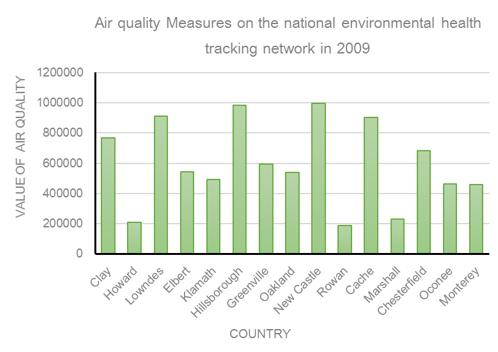 Air quality Measures on the national environmental health
tracking network in 2009
VALUE OF AIR QUALITY
1200000
1000000
800000
600000
400000
200000
0
Clay
Howard
Lowndes
Elbert
Klamath
Hillsborough
Greenville
Oakland
New Castle
Rowan
Cache
Marshall
Chesterfield
Oconee
Monterey
COUNTRY